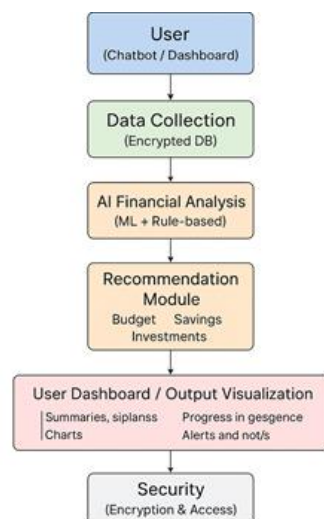 User
(Chatbot / Dashboard)
Data Collection
(Encrypted DB)
AI Financial Analysis
(ML + Rule-based)
Recommendation
Module
Budget Savings
Investments
User Dashboard / Output Visualization
Summaries, siplanss Progress in gesgence
Charts Alerts and not/s
Security
(Encryption & Access)